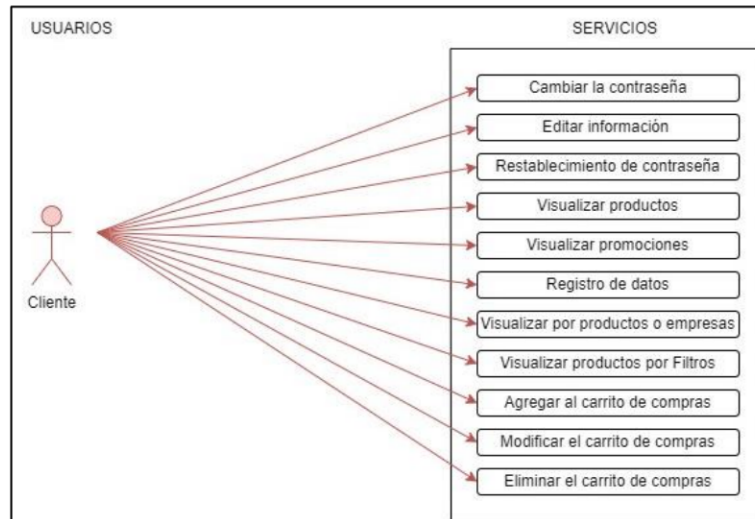 USUARIOS
SERVICIOS
Cambiar la contraseña
Editar información
Restablecimiento de contraseña
Visualizar productos
Visualizar promociones
Cliente
Registro de datos
Visualizar por productos o empresas
Visualizar productos por Filtros
Agregar al carrito de compras
Modificar el carrito de compras
Eliminar el carrito de compras